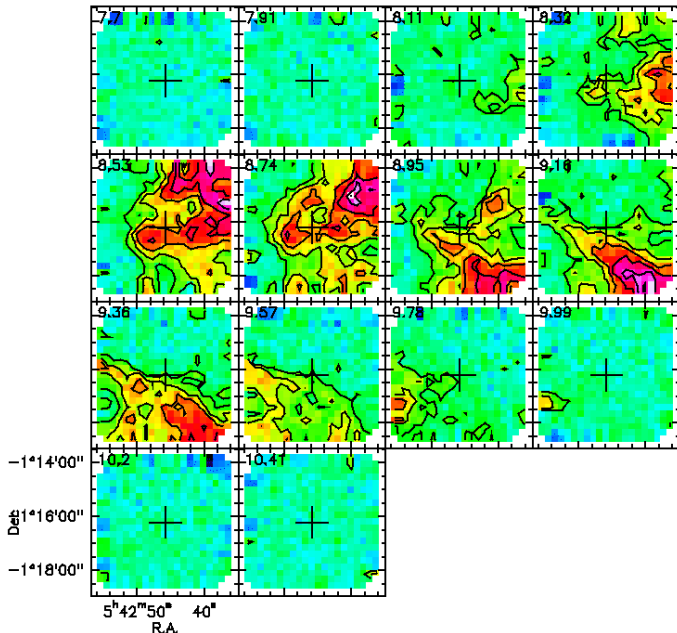 7,7 7,91 8,11 8,32
8,53 8,74 8,95 9,16
9,36 9,57 9,78 9,99
10,2 10,41
−1°14'00''
Dec −1°16'00''
−1°18'00''
5ʰ42ᵐ50ˢ 40ˢ
R.A.